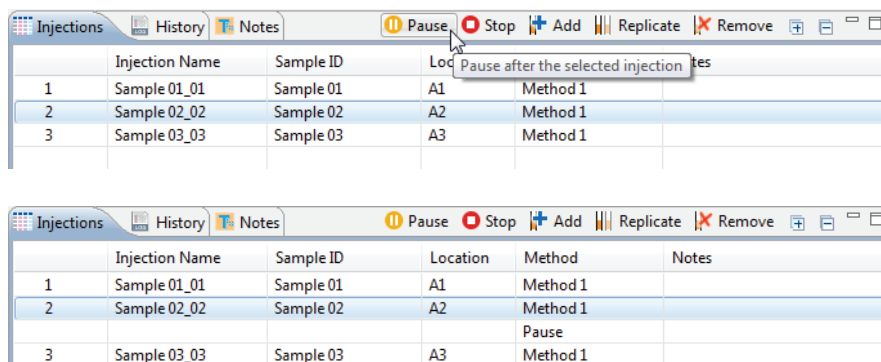 Injections History Notes Pause Stop Add Replicate Remove
Injection Name Sample ID Loc tes
Pause after the selected injection
1 Sample 01_01 Sample 01 A1 Method 1
2 Sample 02_02 Sample 02 A2 Method 1
3 Sample 03_03 Sample 03 A3 Method 1
Injections History Notes Pause Stop Add Replicate Remove
Injection Name Sample ID Location Method Notes
1 Sample 01_01 Sample 01 A1 Method 1
2 Sample 02_02 Sample 02 A2 Method 1
Pause
3 Sample 03_03 Sample 03 A3 Method 1